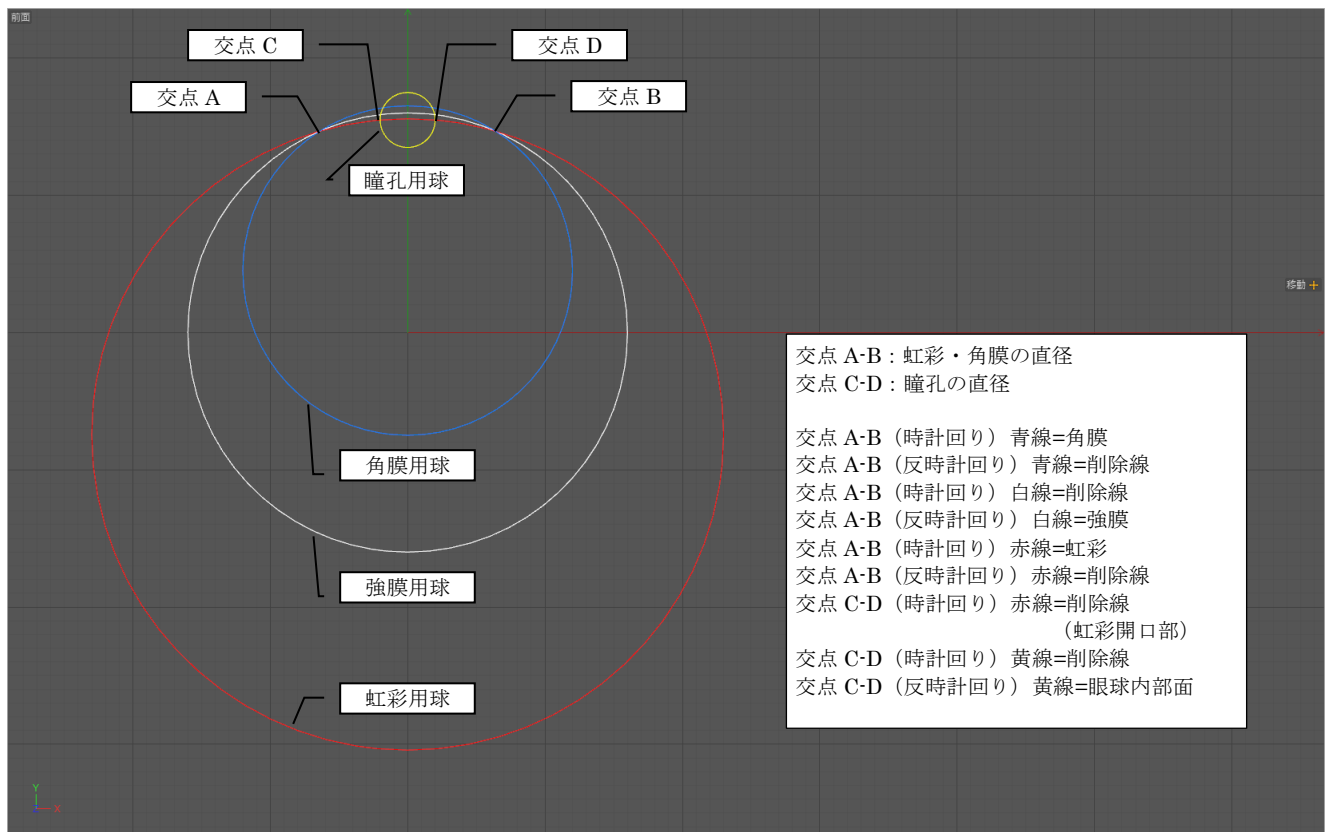 前面
交点 C
交点 D
交点 A
交点 B
瞳孔用球
移動
交点 A-B：虹彩・角膜の直径
交点 C-D：瞳孔の直径
交点 A-B（時計回り）青線=角膜
交点 A-B（反時計回り）青線=削除線
交点 A-B（時計回り）白線=削除線
交点 A-B（反時計回り）白線=強膜
交点 A-B（時計回り）赤線=虹彩
交点 A-B（反時計回り）赤線=削除線
交点 C-D（時計回り）赤線=削除線
（虹彩開口部）
交点 C-D（時計回り）黄線=削除線
交点 C-D（反時計回り）黄線=眼球内部面
角膜用球
強膜用球
虹彩用球
Y
X